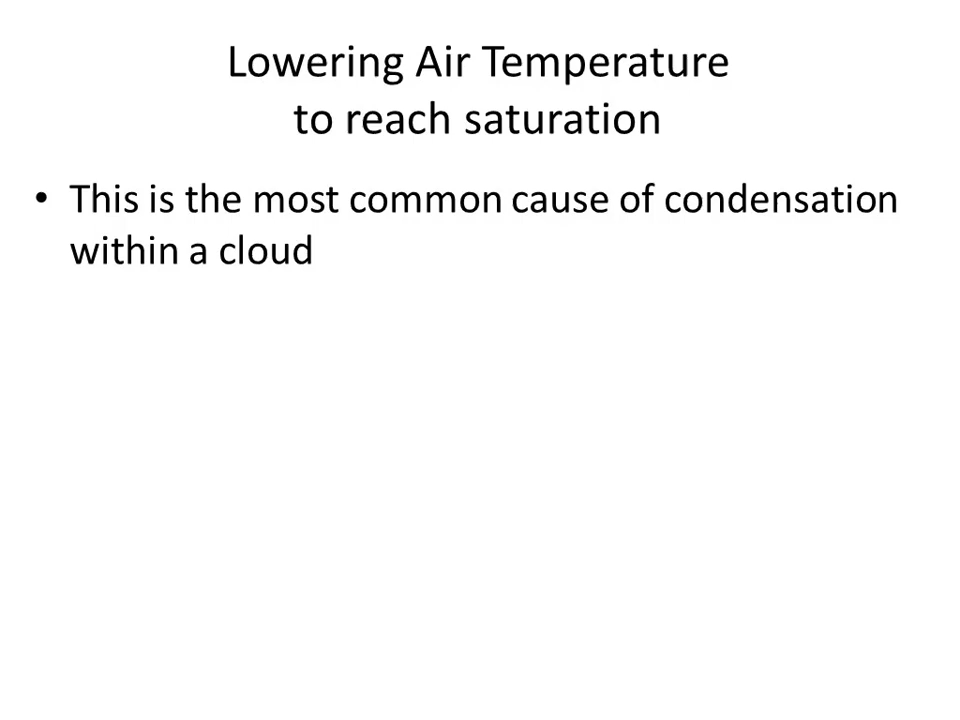 Lowering Air Temperature
to reach saturation
• This is the most common cause of condensation
within a cloud